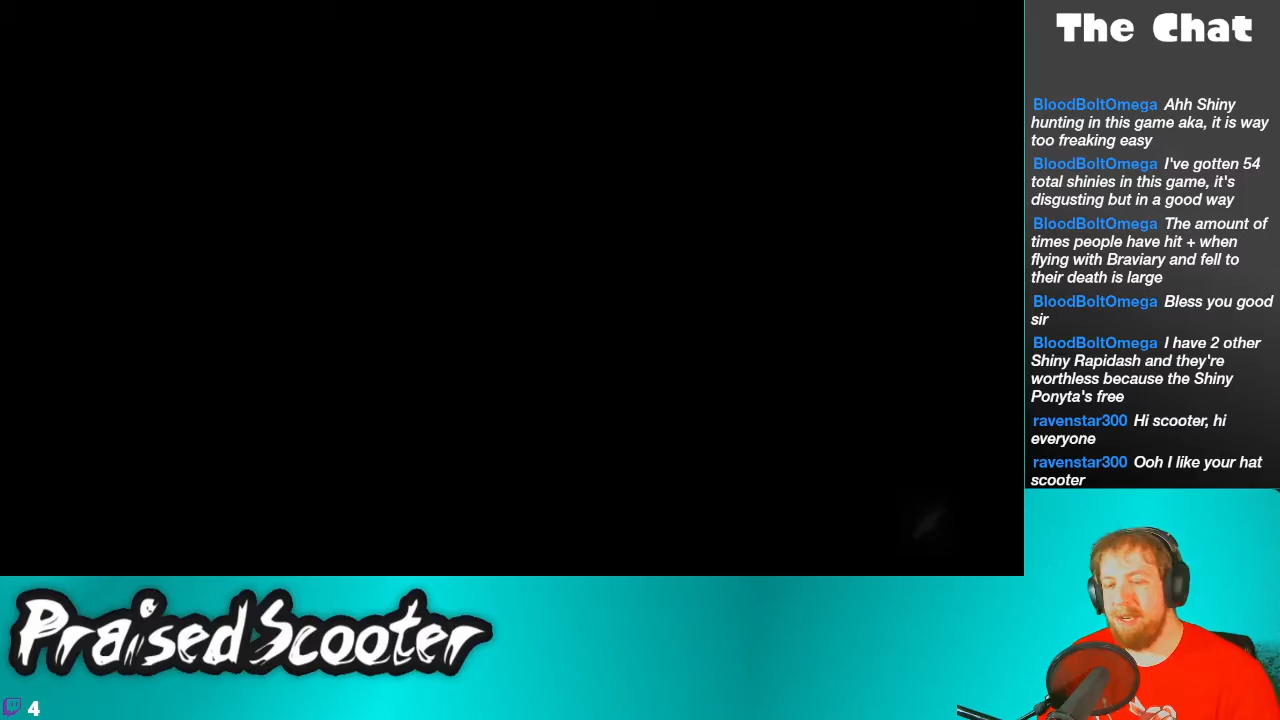 The Chat
BloodBoltOmega Ahh Shiny
hunting in this game aka, it is way
too freaking easy
BloodBoltOmega I've gotten 54
total shinies in this game, it's
disgusting but in a good way
BloodBoltOmega The amount of
times people have hit + when
flying with Braviary and fell to
their death is large
BloodBoltOmega Bless you good
sir
BloodBoltOmega I have 2 other
Shiny Rapidash and they're
worthless because the Shiny
Ponyta's free
ravenstar300 Hi scooter, hi
everyone
ravenstar300 Ooh I like your hat
scooter
PraisedScooter
4